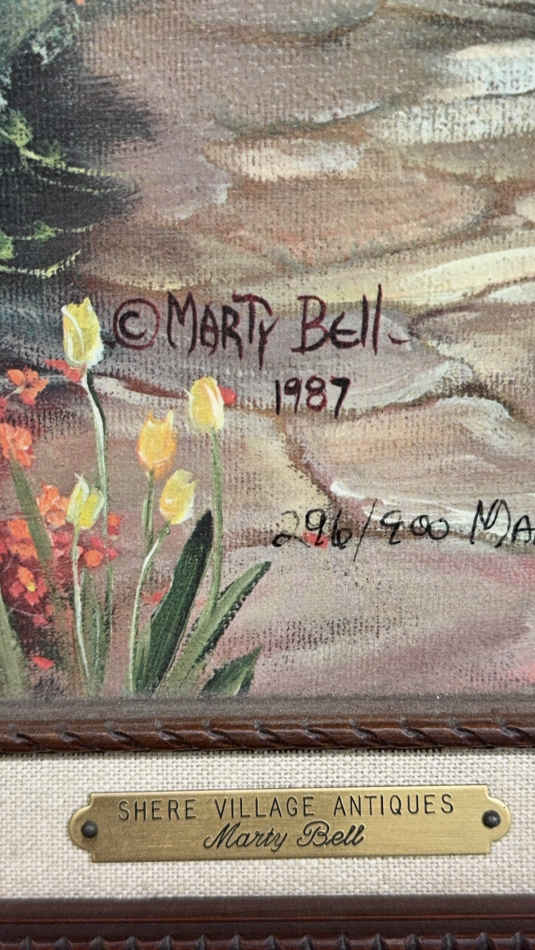 © MARTY BELL
1987
296/900
SHERE VILLAGE ANTIQUES
Marty Bell